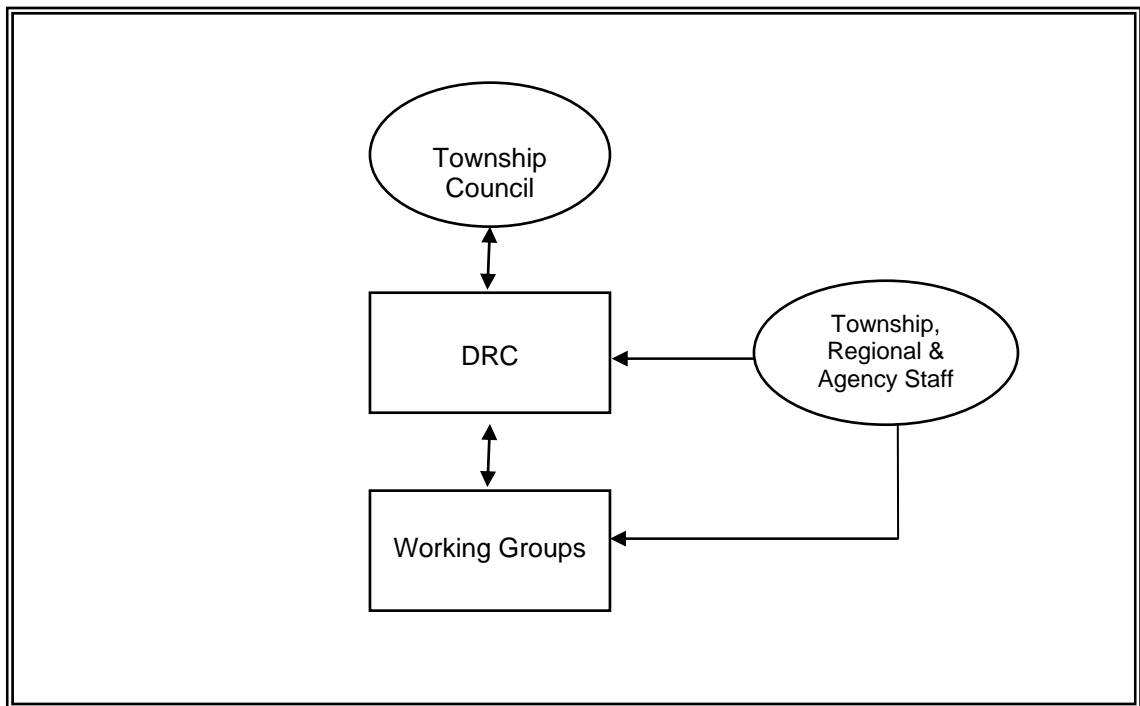 Township
Council
DRC
Township,
Regional &
Agency Staff
Working Groups